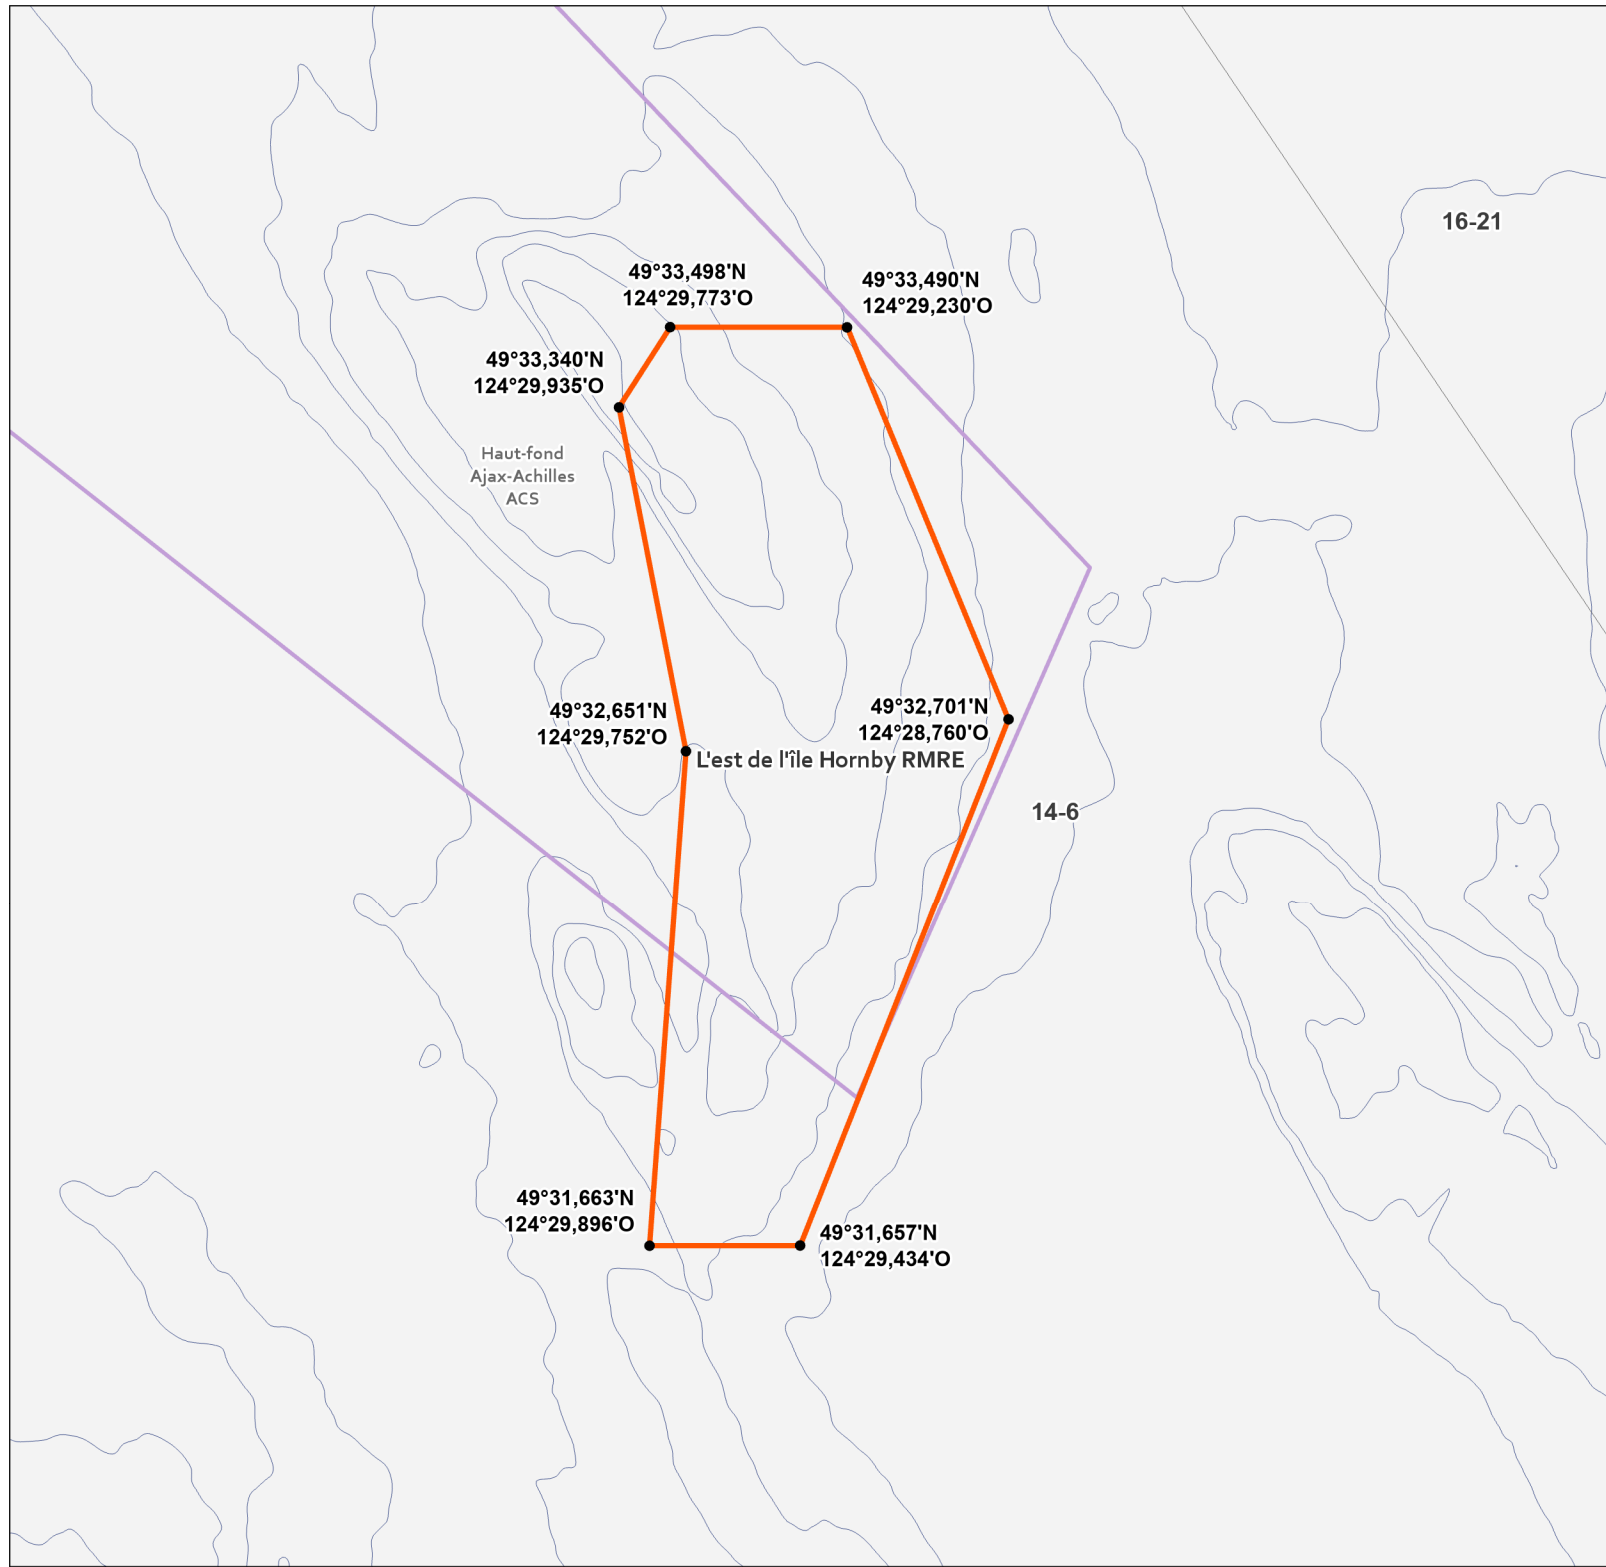 16-21
49°33,498'N
124°29,773'O
49°33,490'N
124°29,230'O
49°33,340'N
124°29,935'O
Haut-fond
Ajax-Achilles
ACS
49°32,651'N
124°29,752'O
49°32,701'N
124°28,760'O
L'est de l'île Hornby RMRE
14-6
49°31,663'N
124°29,896'O
49°31,657'N
124°29,434'O